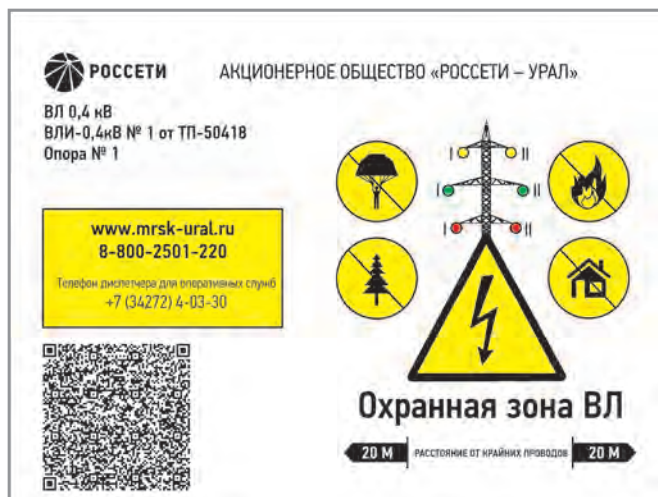 РОССЕТИ
АКЦИОНЕРНОЕ ОБЩЕСТВО «РОССЕТИ – УРАЛ»
ВЛ 0,4 кВ
ВЛИ-0,4кВ № 1 от ТП-50418
Опора № 1
www.mrsk-ural.ru
8-800-2501-220
Телефон диспетчера для оперативных служб
+7 (34272) 4-03-30
I II
I II
I II
Охранная зона ВЛ
20 М РАССТОЯНИЕ ОТ КРАЙНИХ ПРОВОДОВ 20 М